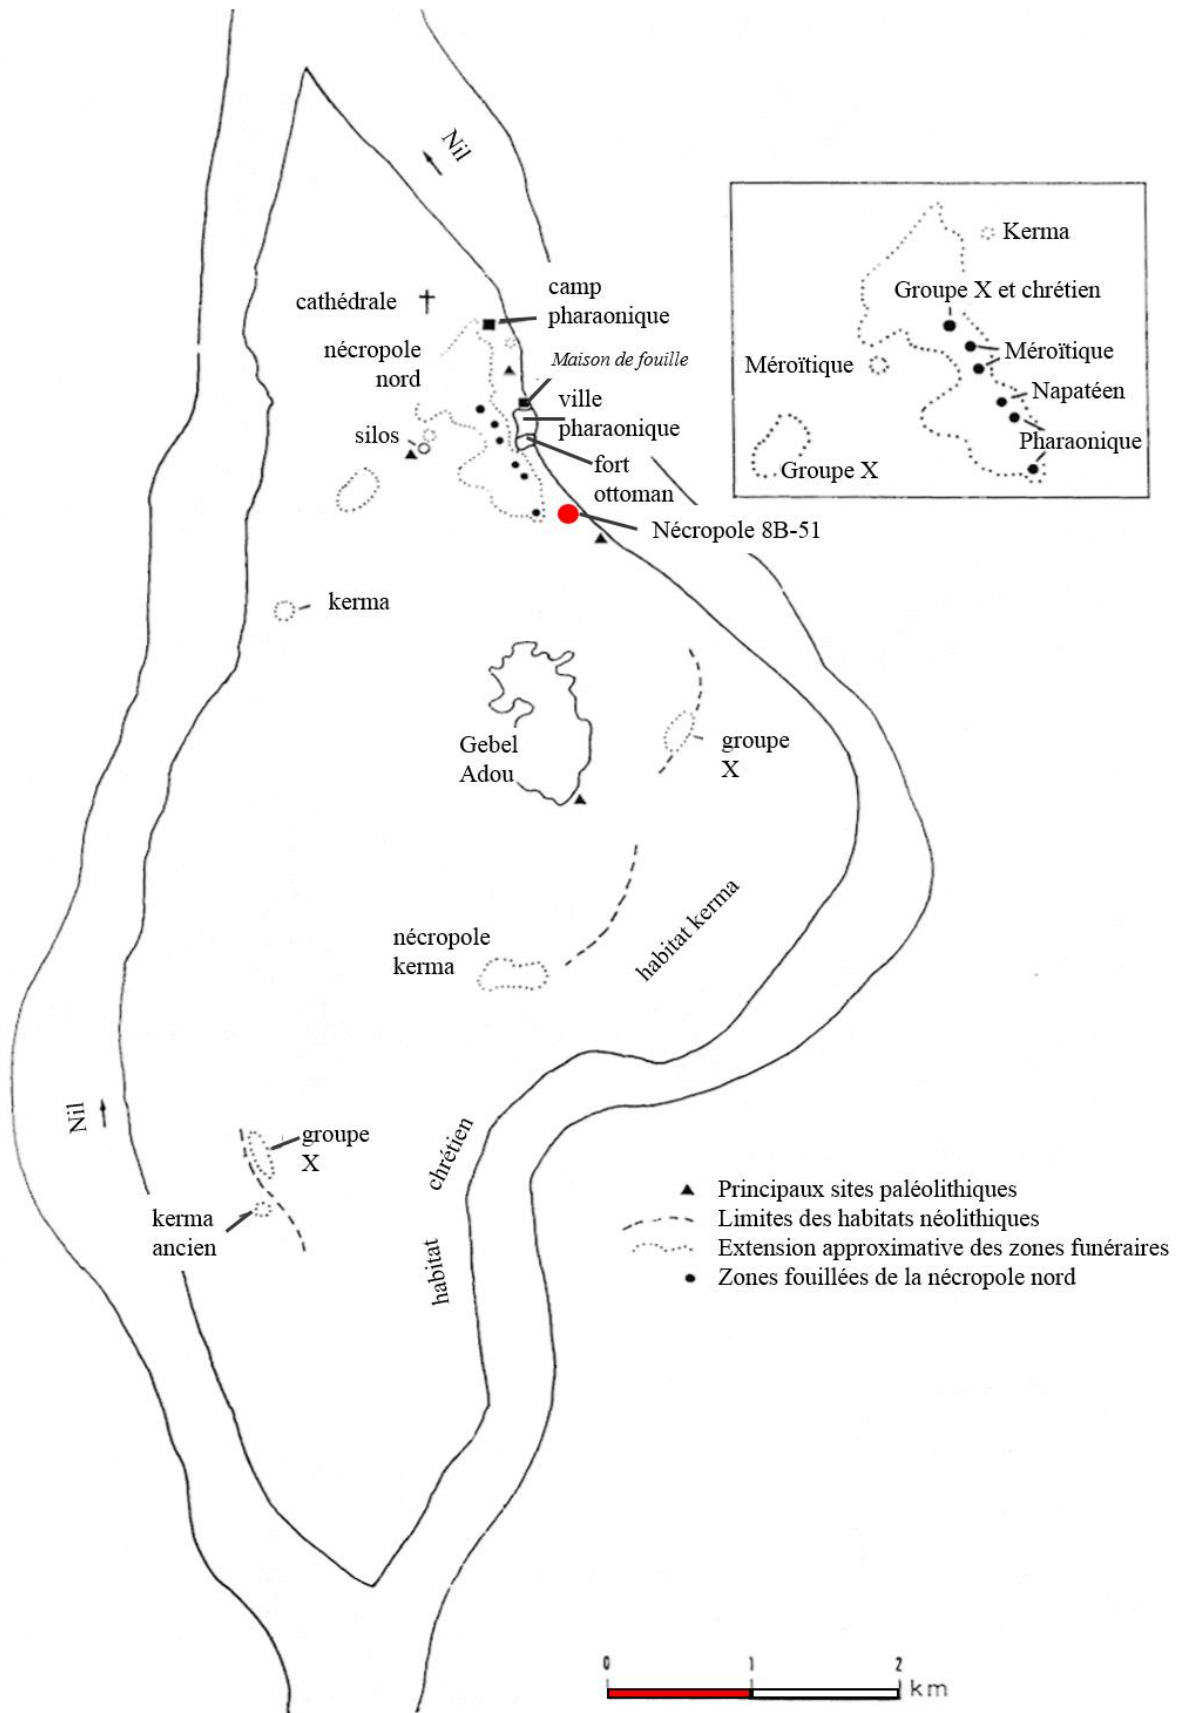 Nil
cathédrale
camp
pharaonique
nécropole
nord
Maison de fouille
ville
pharaonique
silos
fort
ottoman
Nécropole 8B-51
Kerma
Groupe X et chrétien
Méroïtique
Méroïtique
Napatéen
Pharaonique
Groupe X
kerma
Gebel
Adou
groupe
X
nécropole
kerma
habitat kerma
Nil
groupe
X
kerma
ancien
habitat chrétien
Principaux sites paléolithiques
Limites des habitats néolithiques
Extension approximative des zones funéraires
Zones fouillées de la nécropole nord
0 1 2
km